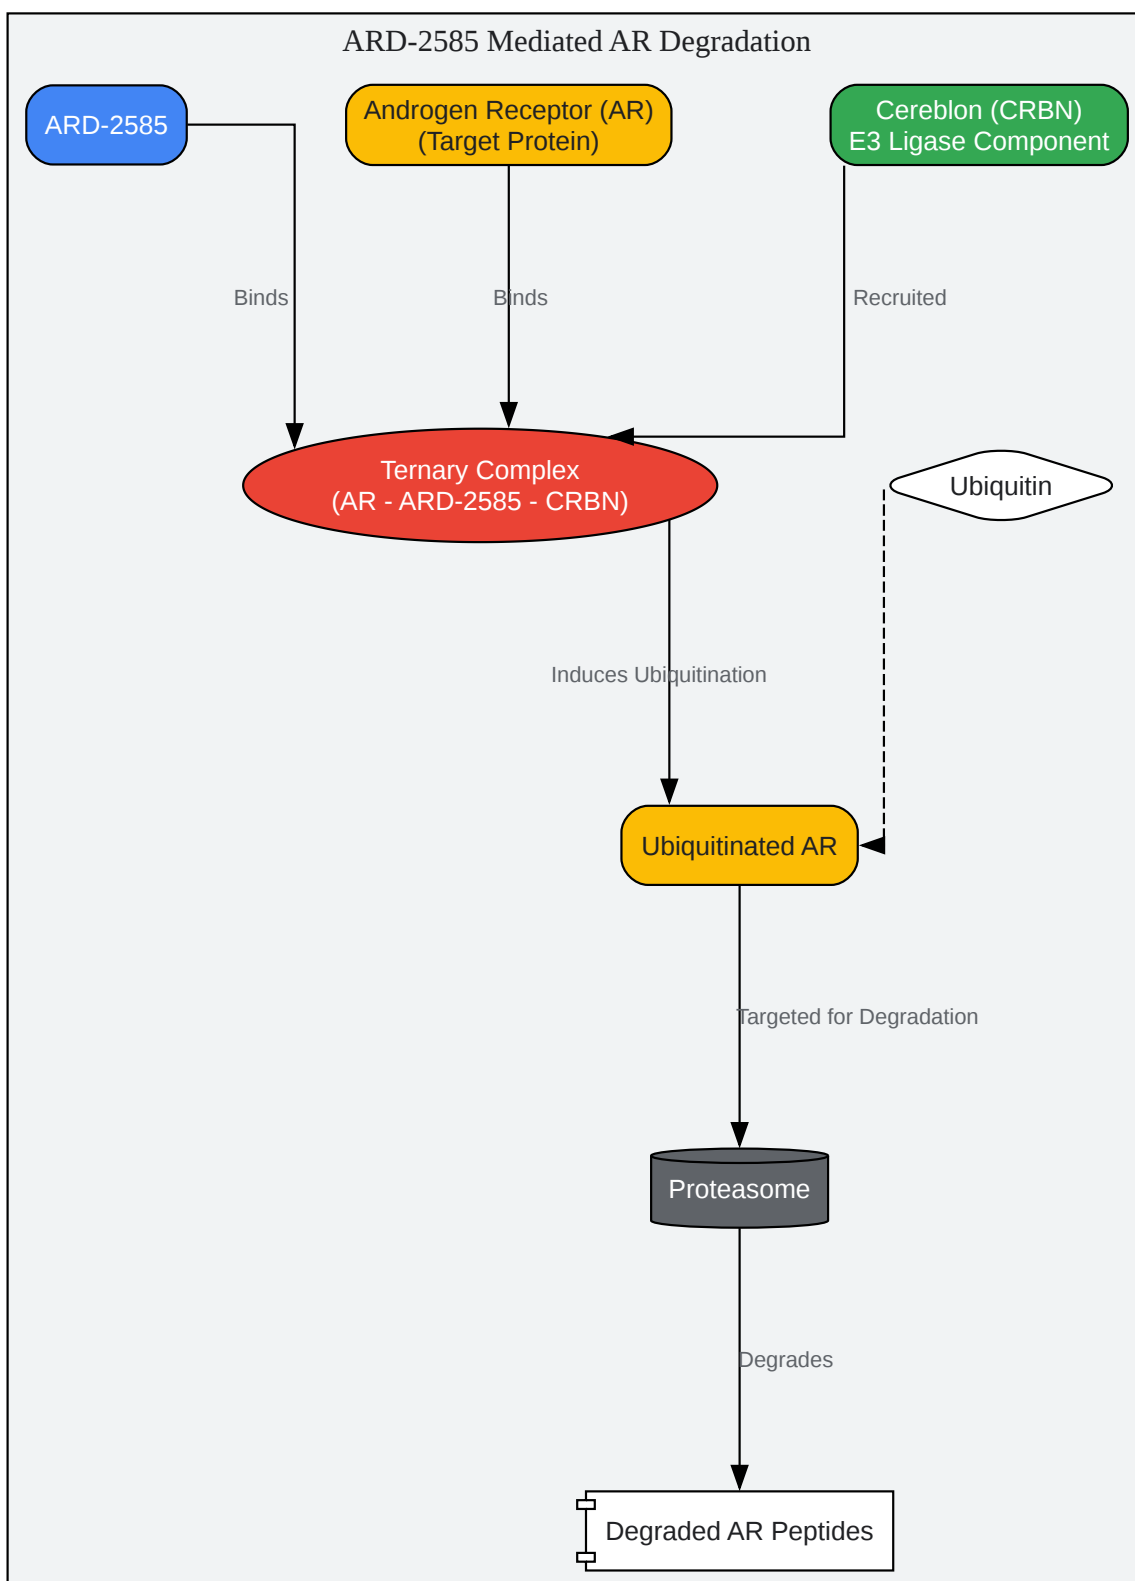 ARD-2585 Mediated AR Degradation
ARD-2585
Androgen Receptor (AR)
(Target Protein)
Cereblon (CRBN)
E3 Ligase Component
Binds
Binds
Recruited
Ternary Complex
(AR - ARD-2585 - CRBN)
Ubiquitin
Induces Ubiquitination
Ubiquitinated AR
Targeted for Degradation
Proteasome
Degrades
Degraded AR Peptides